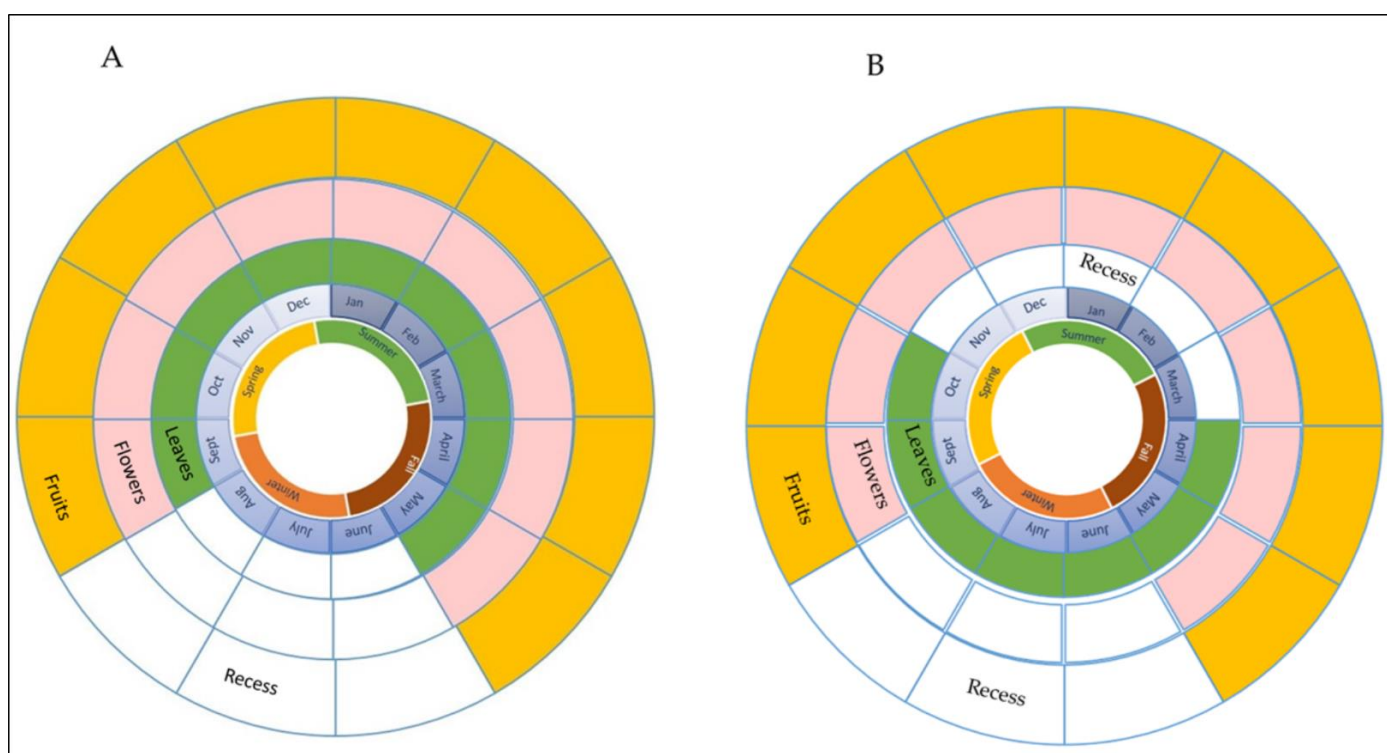 A
Fruits
Flowers
Leaves
Recess
Jan
Feb
March
April
May
June
July
Aug
Sept
Oct
Nov
Dec
Summer
Fall
Winter
Spring
B
Fruits
Flowers
Leaves
Recess
Recess
Jan
Feb
March
April
May
June
July
Aug
Sept
Oct
Nov
Dec
Summer
Fall
Winter
Spring